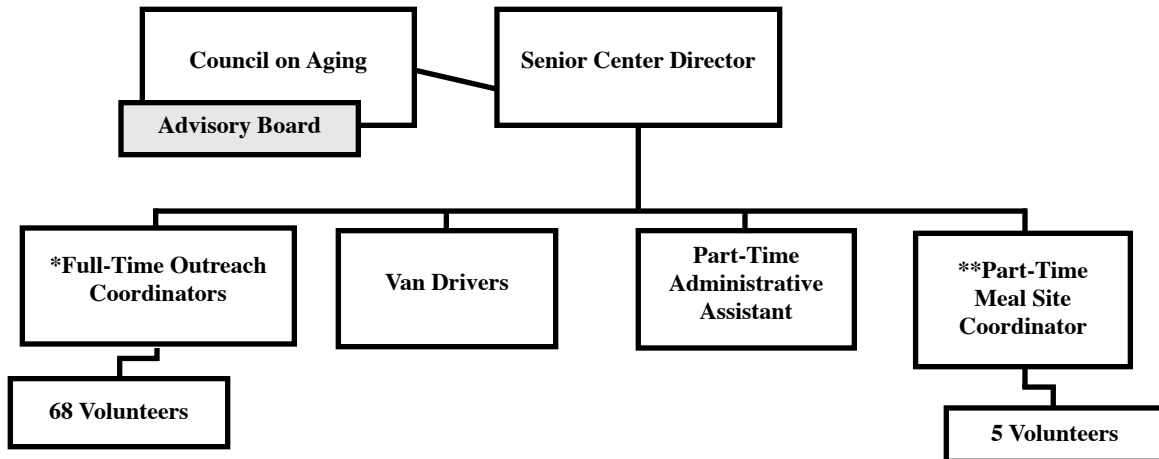 Council on Aging
Advisory Board
Senior Center Director
*Full-Time Outreach
Coordinators
Van Drivers
Part-Time
Administrative
Assistant
**Part-Time
Meal Site
Coordinator
68 Volunteers
5 Volunteers